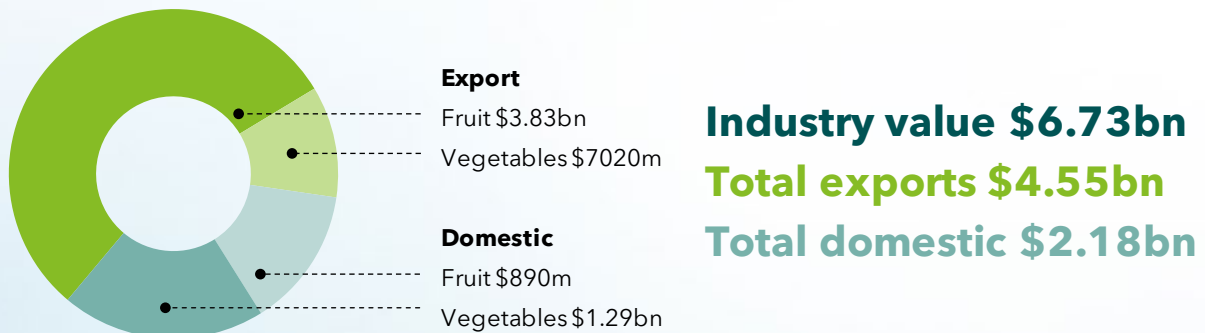 Export
Fruit $3.83bn
Vegetables $7020m
Domestic
Fruit $890m
Vegetables $1.29bn
Industry value $6.73bn
Total exports $4.55bn
Total domestic $2.18bn